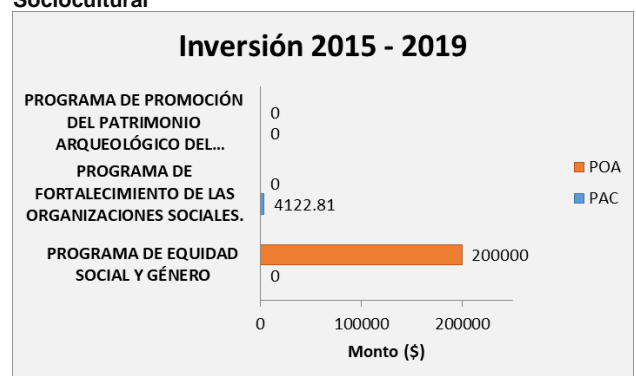 Sociocultural
Inversión 2015 - 2019
PROGRAMA DE PROMOCIÓN
DEL PATRIMONIO
ARQUEOLÓGICO DEL...
0
0
PROGRAMA DE
FORTALECIMIENTO DE LAS
ORGANIZACIONES SOCIALES.
0
4122.81
PROGRAMA DE EQUIDAD
SOCIAL Y GÉNERO
200000
0
POA
PAC
0 100000 200000
Monto ($)